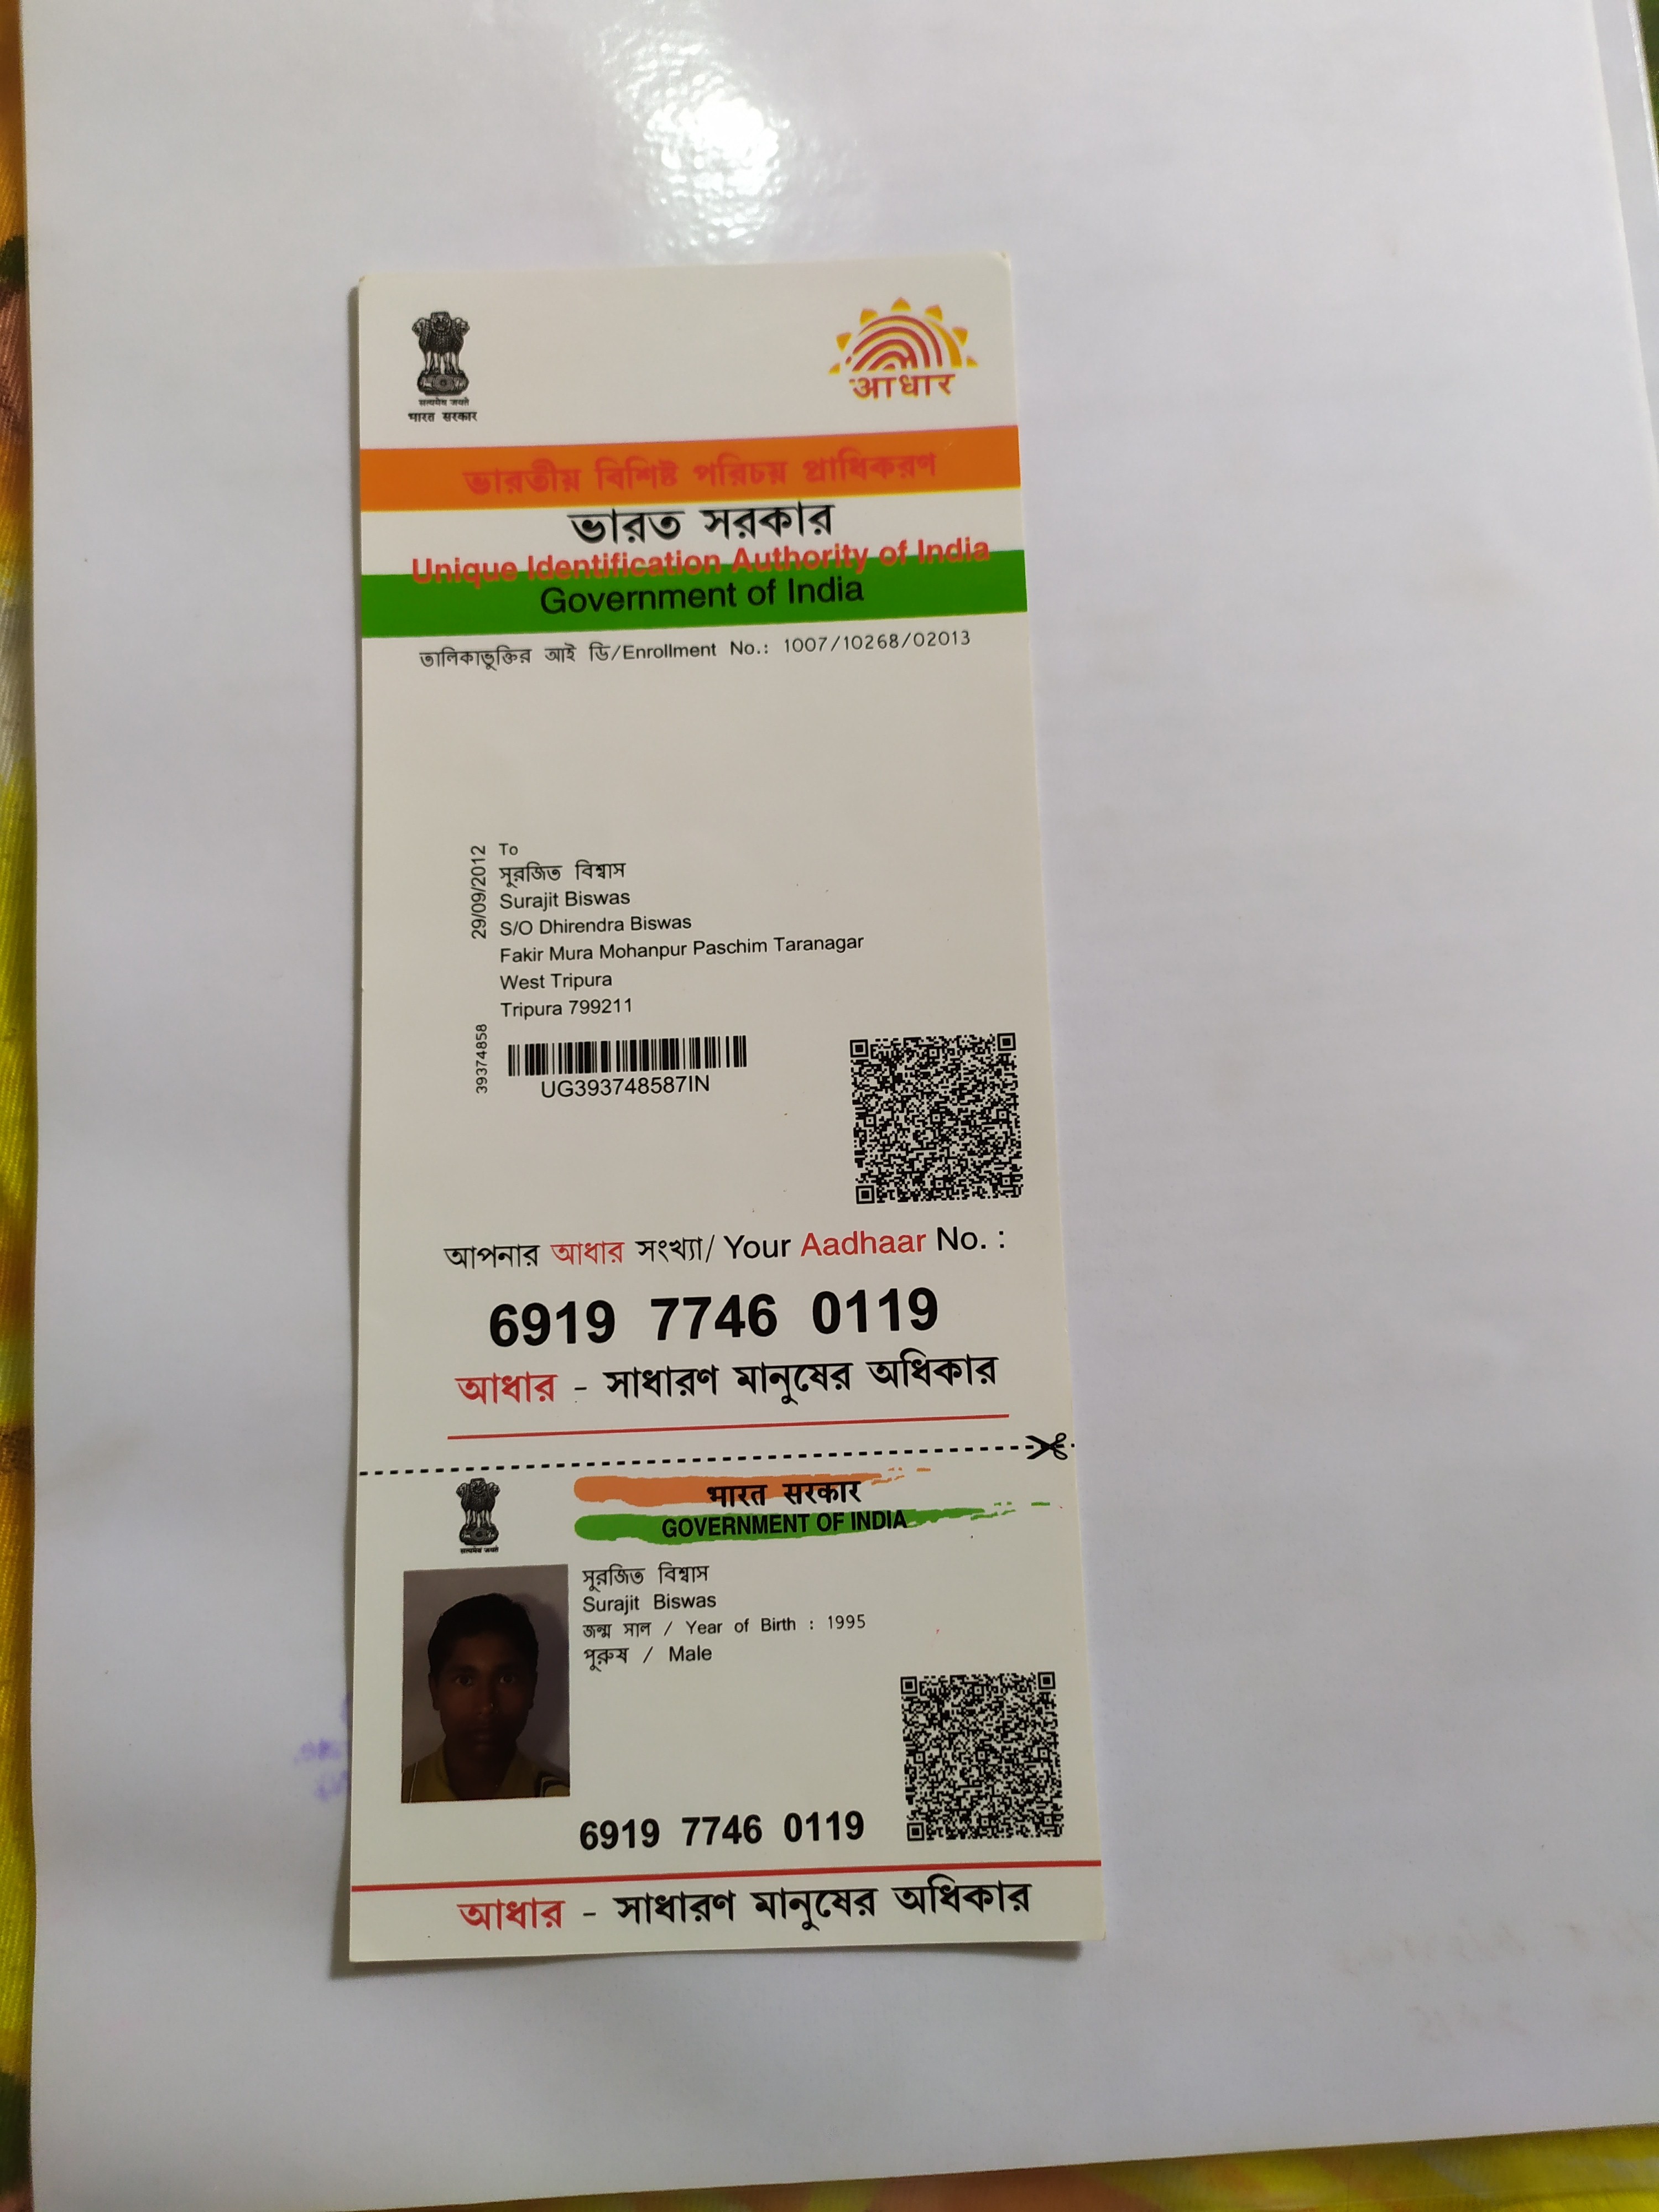 सत्यमेव जयते
भारत सरकार
आधार
ভারতীয় বিশিষ্ট পরিচয় প্রাধিকরণ
ভারত সরকার
Unique Identification Authority of India
Government of India
তালিকাভুক্তির আই ডি/Enrollment No.: 1007/10268/02013
29/09/2012
To
সুরজিত বিশ্বাস
Surajit Biswas
S/O Dhirendra Biswas
Fakir Mura Mohanpur Paschim Taranagar
West Tripura
Tripura 799211
39374858
UG393748587IN
আপনার আধার সংখ্যা/ Your Aadhaar No. :
6919 7746 0119
আধার - সাধারণ মানুষের অধিকার
सत्यमेव जयते
भारत सरकार
GOVERNMENT OF INDIA
সুরজিত বিশ্বাস
Surajit Biswas
জন্ম সাল / Year of Birth : 1995
পুরুষ / Male
6919 7746 0119
আধার - সাধারণ মানুষের অধিকার